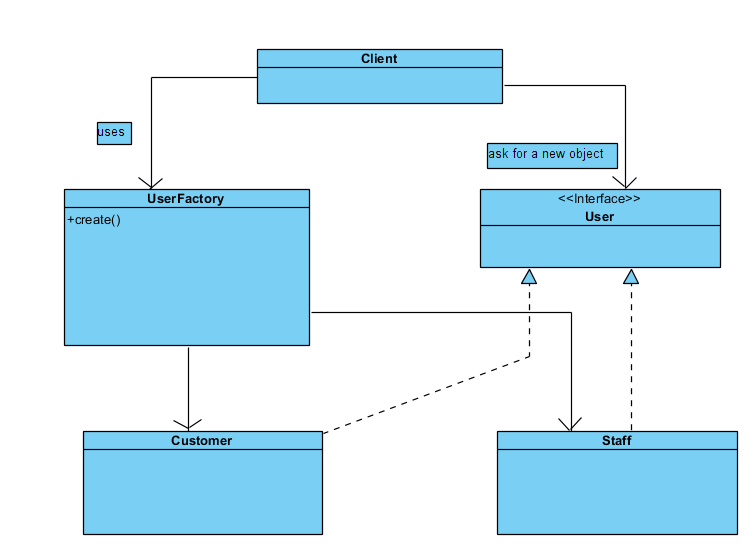 Client
uses
ask for a new object
UserFactory
+create()
<<Interface>>
User
Customer
Staff